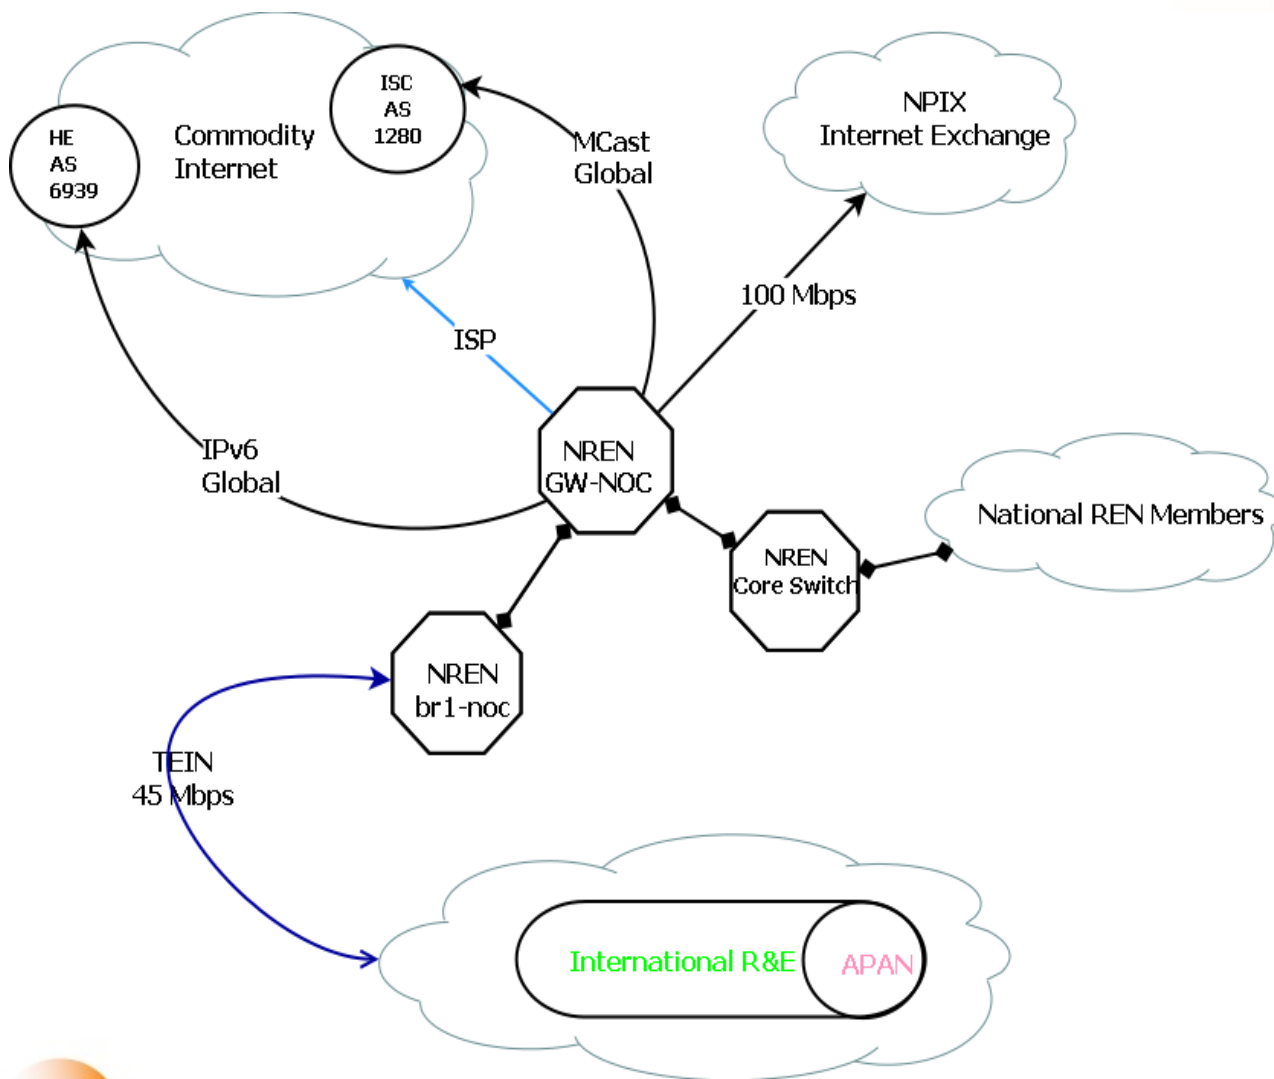 ISC
AS
1280
HE
AS
6939
Commodity
Internet
MCast
Global
NPIX
Internet Exchange
100 Mbps
ISP
IPv6
Global
NREN
GW-NOC
National REN Members
NREN
Core Switch
NREN
br1-noc
TEIN
45 Mbps
International R&E
APAN